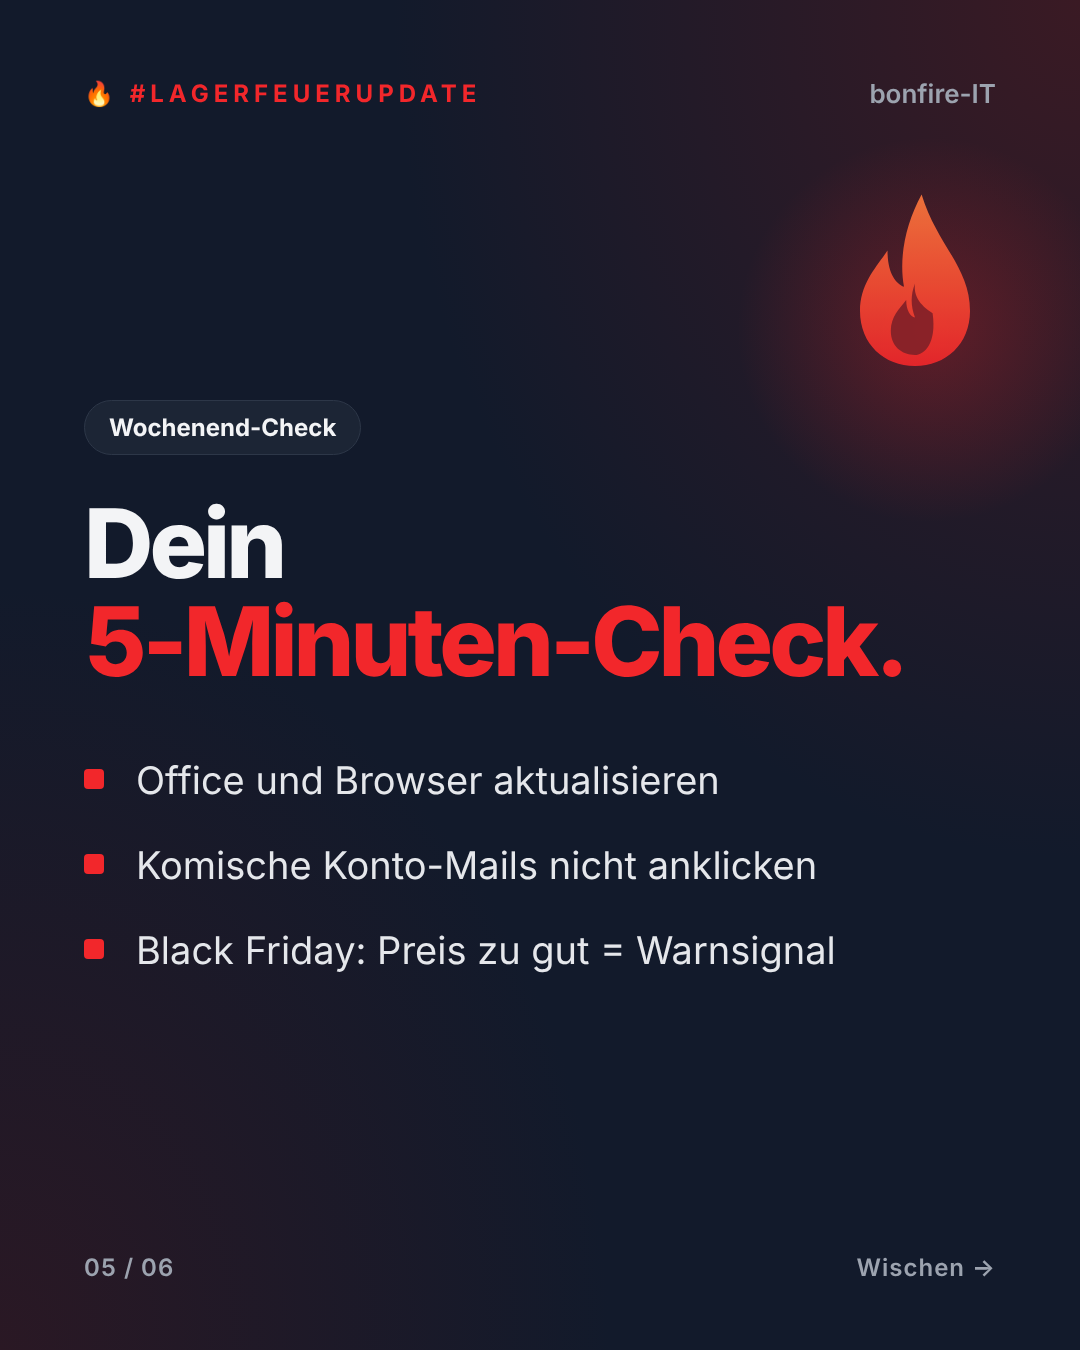 🔥 #LAGERFEUERUPDATE
bonfire-IT
Wochenend-Check
Dein
5-Minuten-Check.
Office und Browser aktualisieren
Komische Konto-Mails nicht anklicken
Black Friday: Preis zu gut = Warnsignal
05 / 06
Wischen →